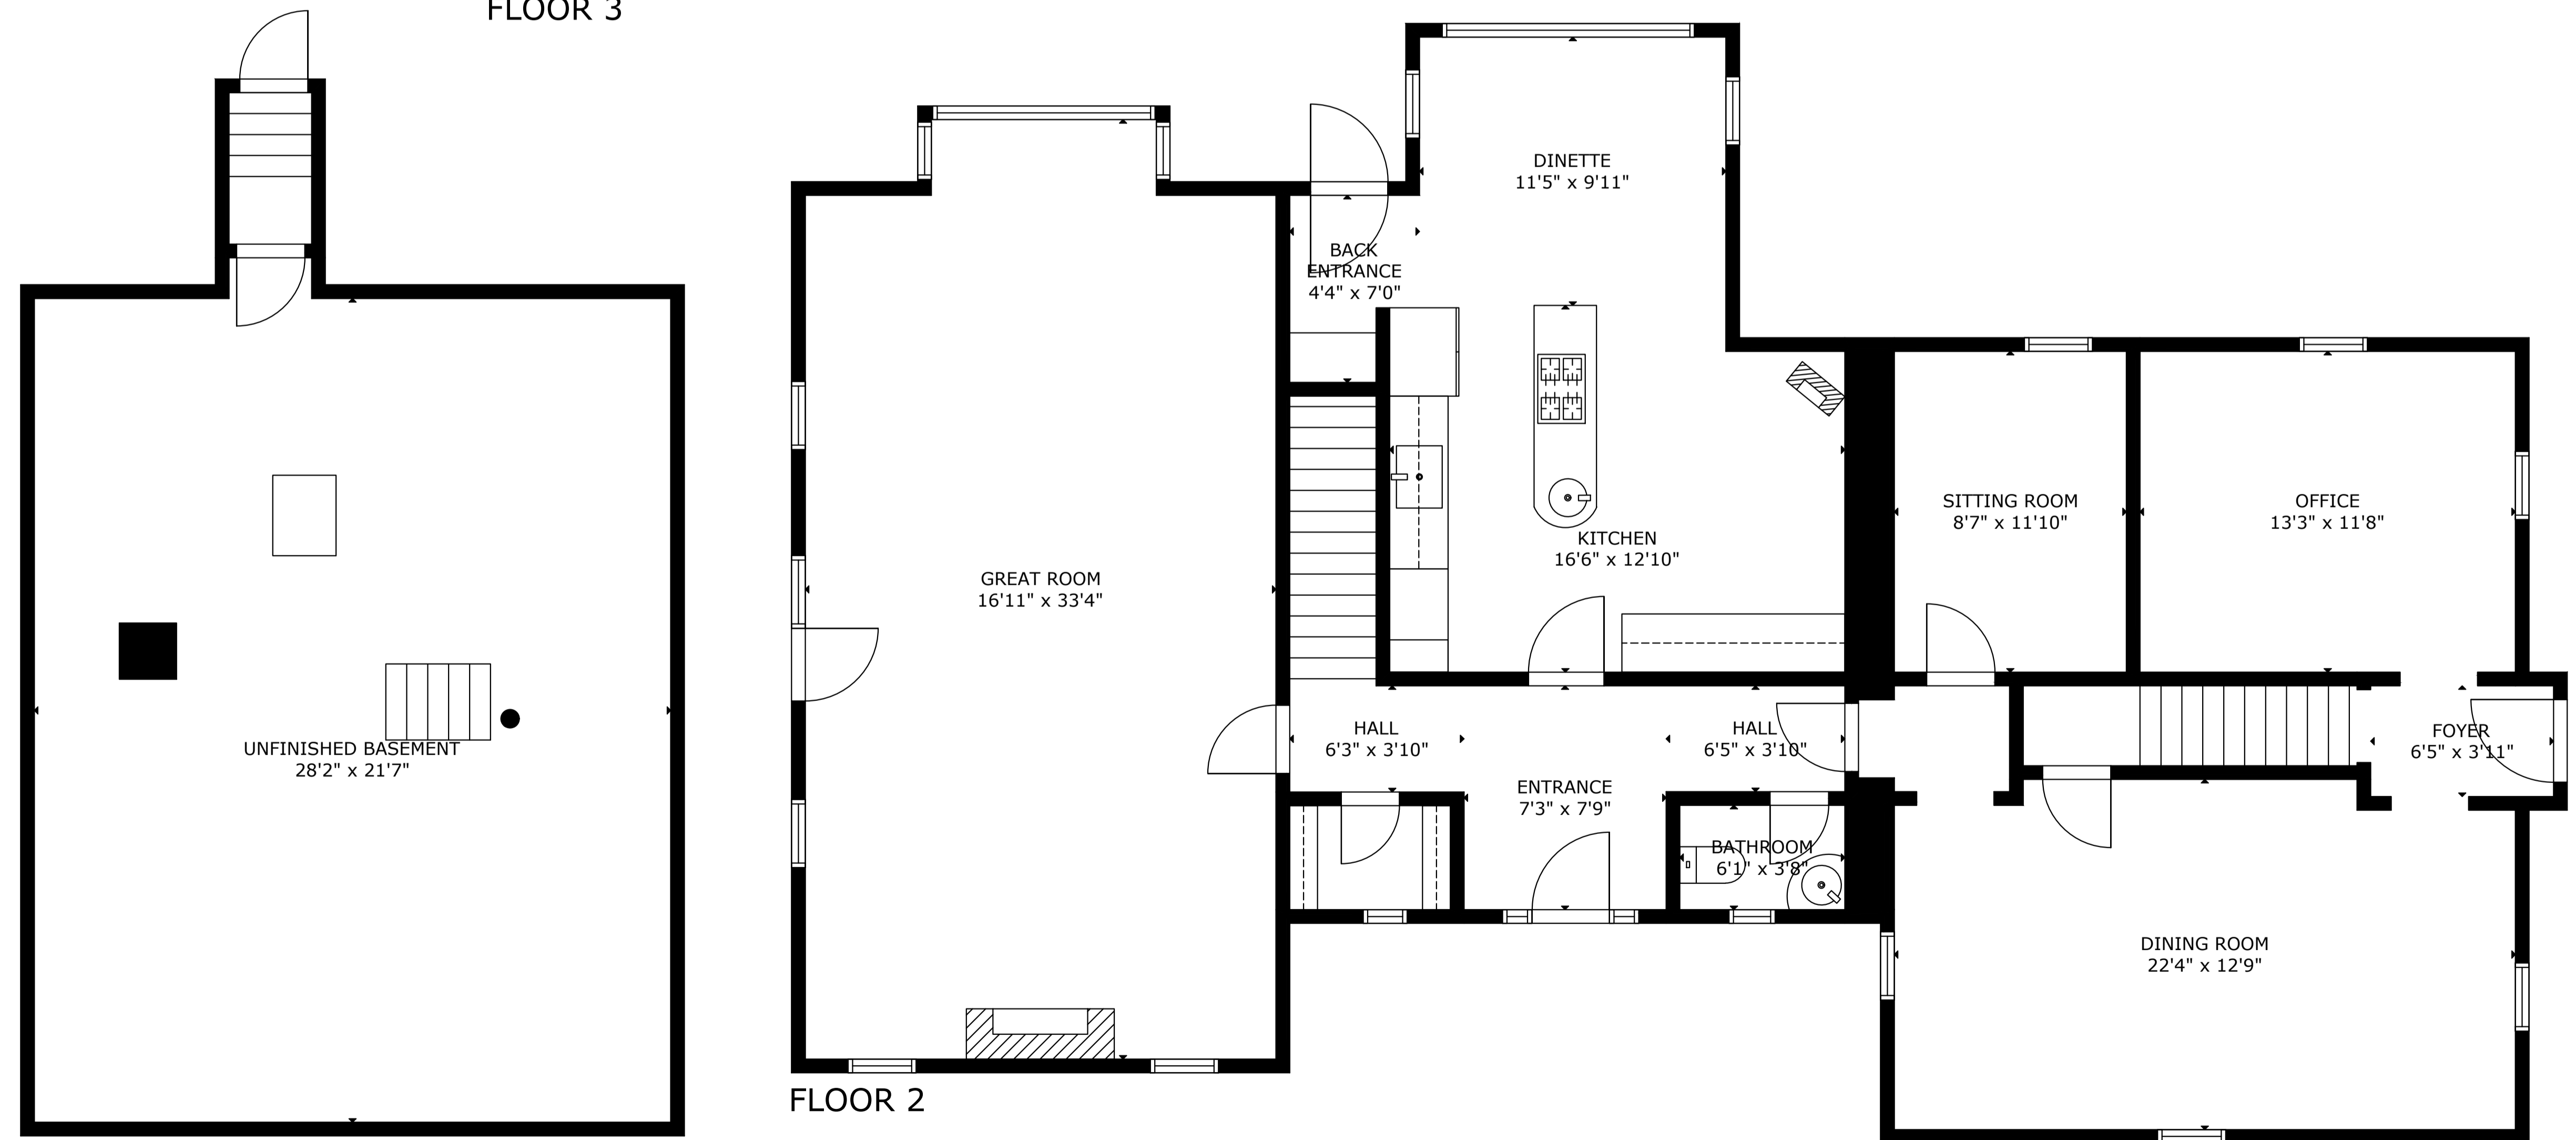 FLOOR 3
DINETTE
11'5" x 9'11"
BACK
ENTRANCE
4'4" x 7'0"
SITTING ROOM
8'7" x 11'10"
OFFICE
13'3" x 11'8"
KITCHEN
16'6" x 12'10"
GREAT ROOM
16'11" x 33'4"
UNFINISHED BASEMENT
28'2" x 21'7"
HALL
6'3" x 3'10"
HALL
6'5" x 3'10"
FOYER
6'5" x 3'11"
ENTRANCE
7'3" x 7'9"
BATHROOM
6'1" x 3'8"
DINING ROOM
22'4" x 12'9"
FLOOR 2